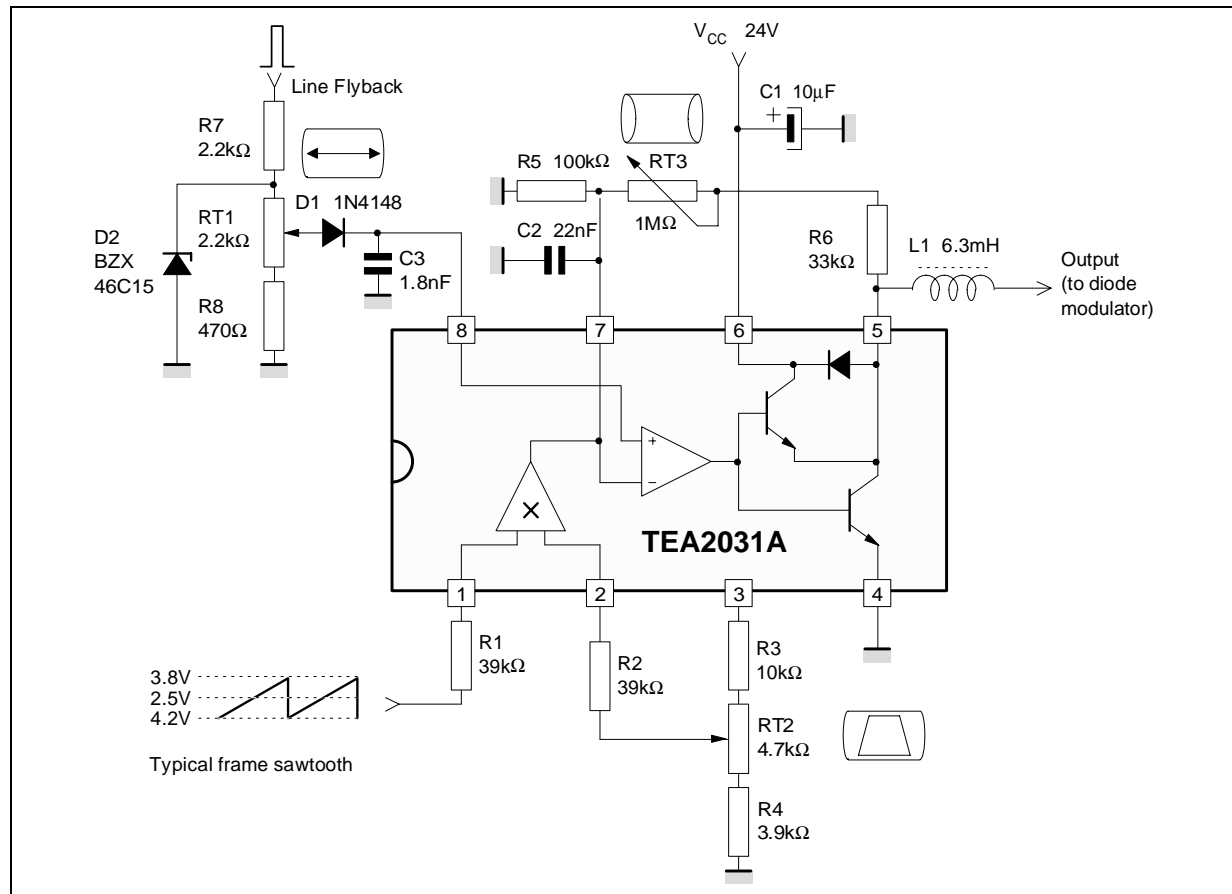 V_CC 24V
Line Flyback
C1 10μF
+
R7
2.2kΩ
R5 100kΩ
RT3
1MΩ
D1 1N4148
RT1
2.2kΩ
C2 22nF
D2
BZX
46C15
C3
1.8nF
R6
33kΩ
L1 6.3mH
Output
(to diode
modulator)
R8
470Ω
8
7
6
5
+
−
×
TEA2031A
1
2
3
4
R1
39kΩ
R2
39kΩ
R3
10kΩ
3.8V
2.5V
4.2V
RT2
4.7kΩ
Typical frame sawtooth
R4
3.9kΩ